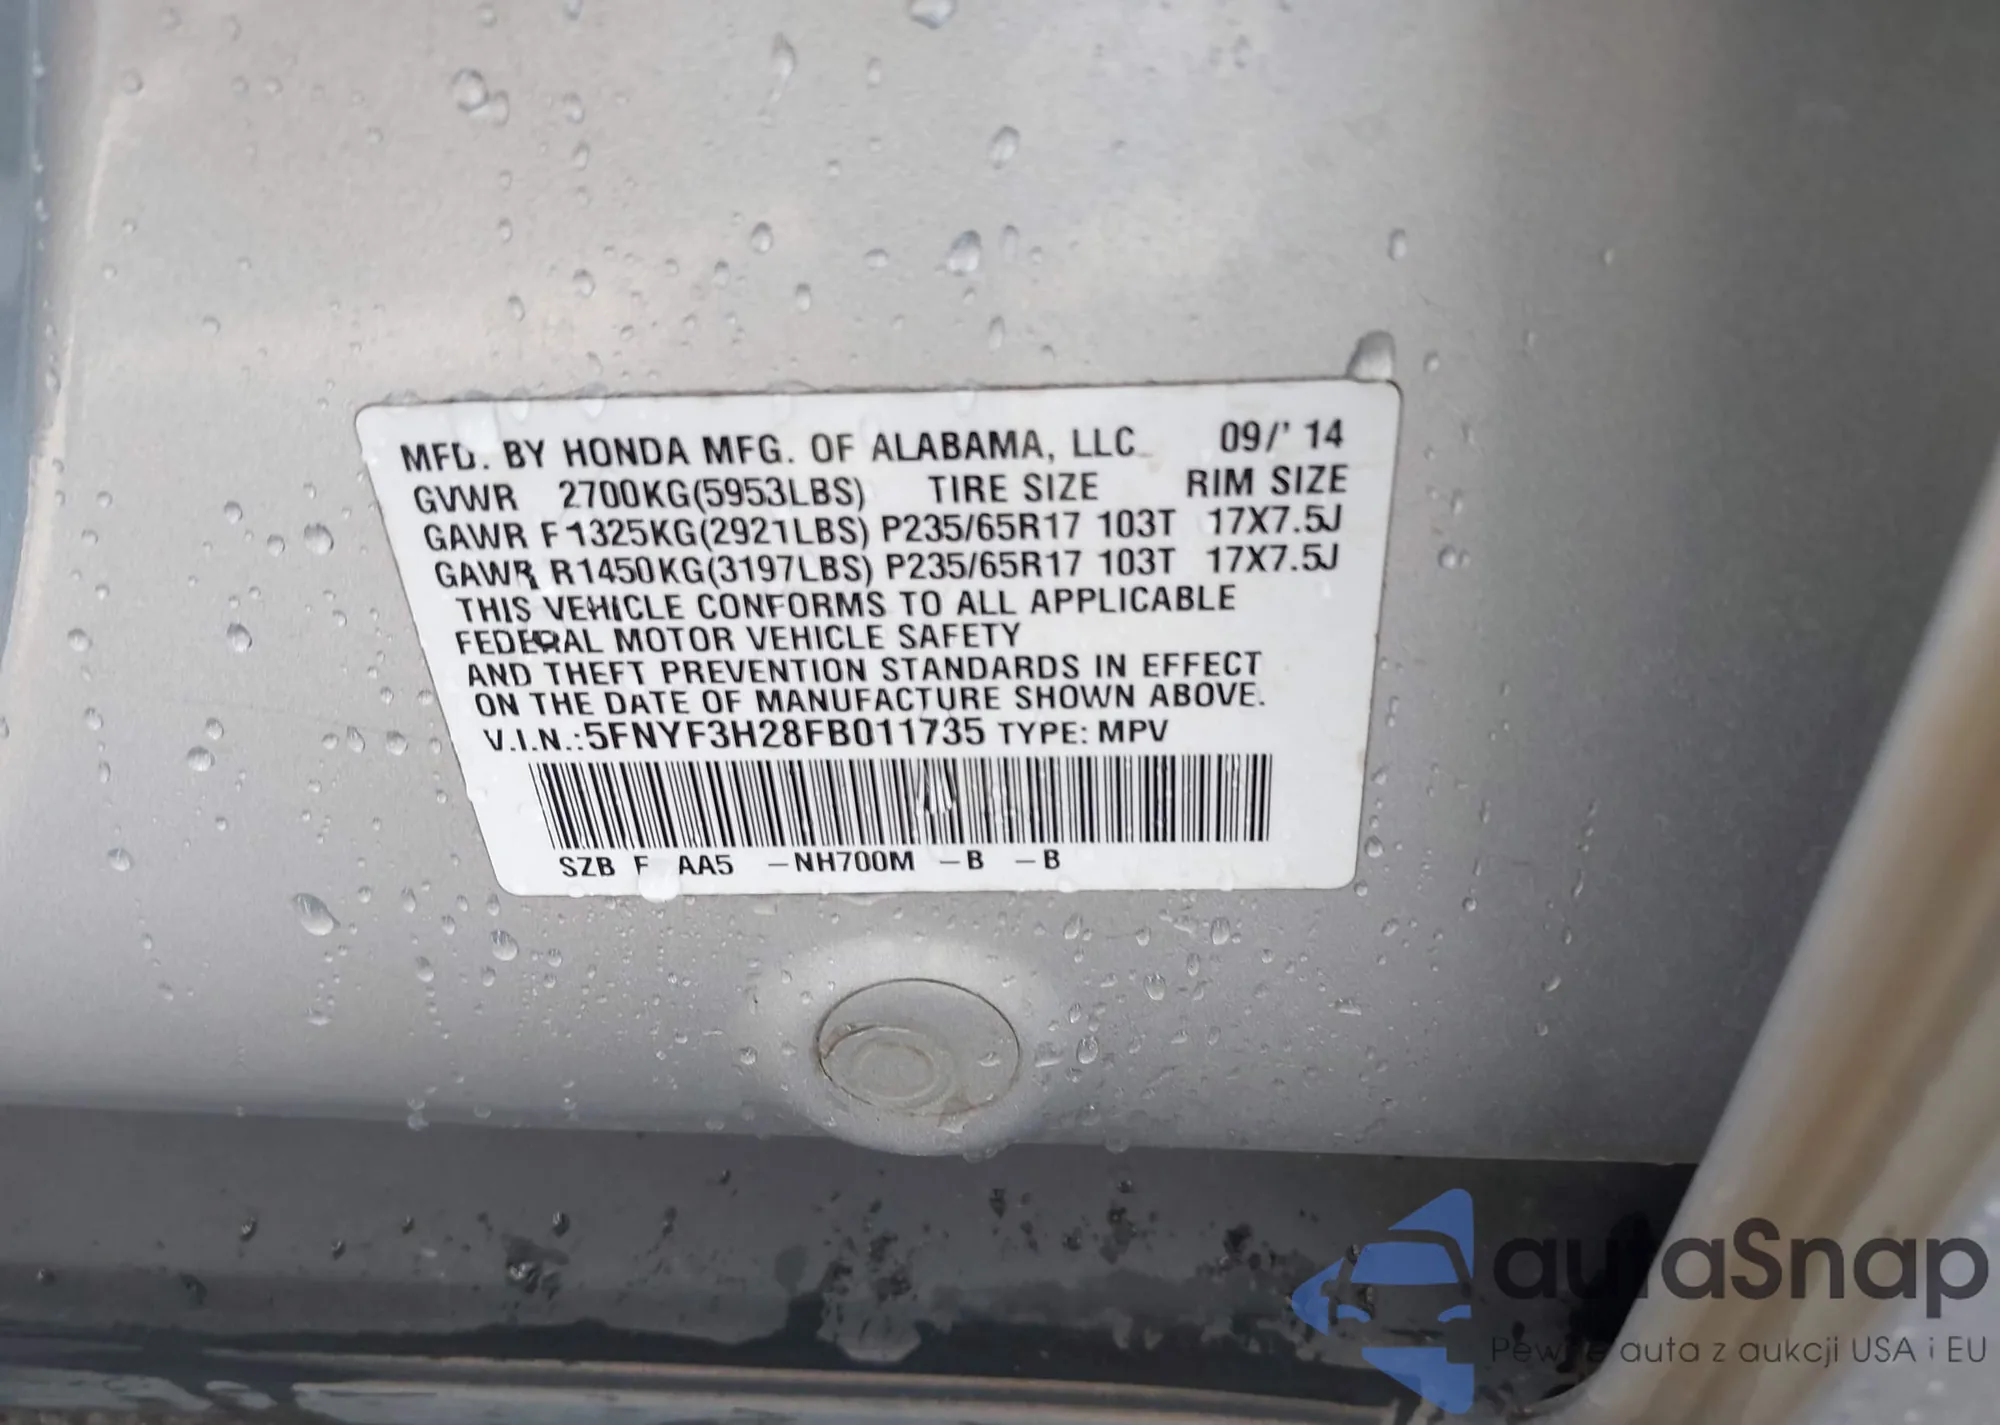 MFD. BY HONDA MFG. OF ALABAMA, LLC 09/' 14
GVWR 2700KG(5953LBS) TIRE SIZE RIM SIZE
GAWR F 1325KG(2921LBS) P235/65R17 103T 17X7.5J
GAWR R1450KG(3197LBS) P235/65R17 103T 17X7.5J
THIS VEHICLE CONFORMS TO ALL APPLICABLE
FEDERAL MOTOR VEHICLE SAFETY
AND THEFT PREVENTION STANDARDS IN EFFECT
ON THE DATE OF MANUFACTURE SHOWN ABOVE.
V.I.N.:5FNYF3H28FB011735 TYPE: MPV
SZB F AA5 –NH700M –B –B
autaSnap
Pewne auta z aukcji USA i EU